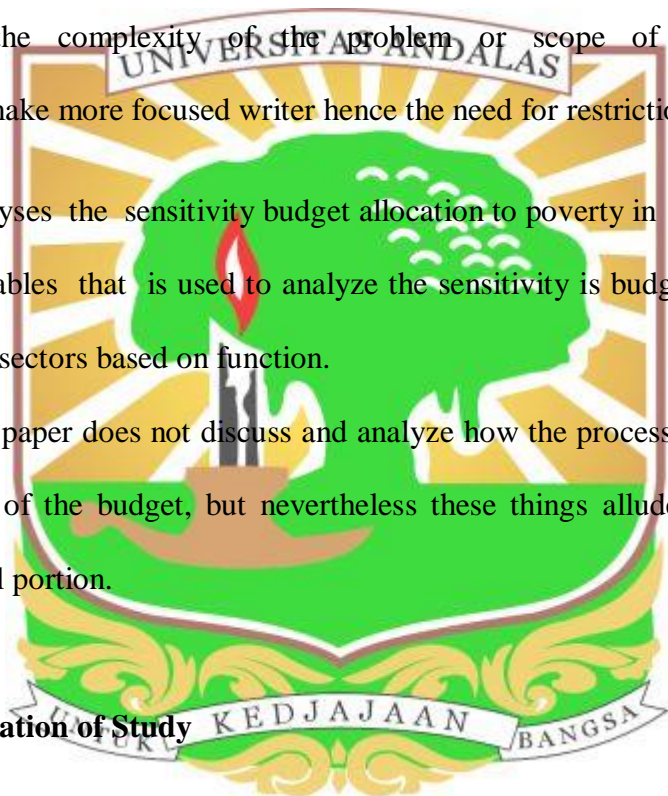 the complexity of the problem or scope of
UNIVERSITAS ANDALAS
make more focused writer hence the need for restrictio
yses the sensitivity budget allocation to poverty in
ables that is used to analyze the sensitivity is budg
sectors based on function.
paper does not discuss and analyze how the process
of the budget, but nevertheless these things allude
l portion.
ation of Study
UNTUK KEDJAJAAN BANGSA